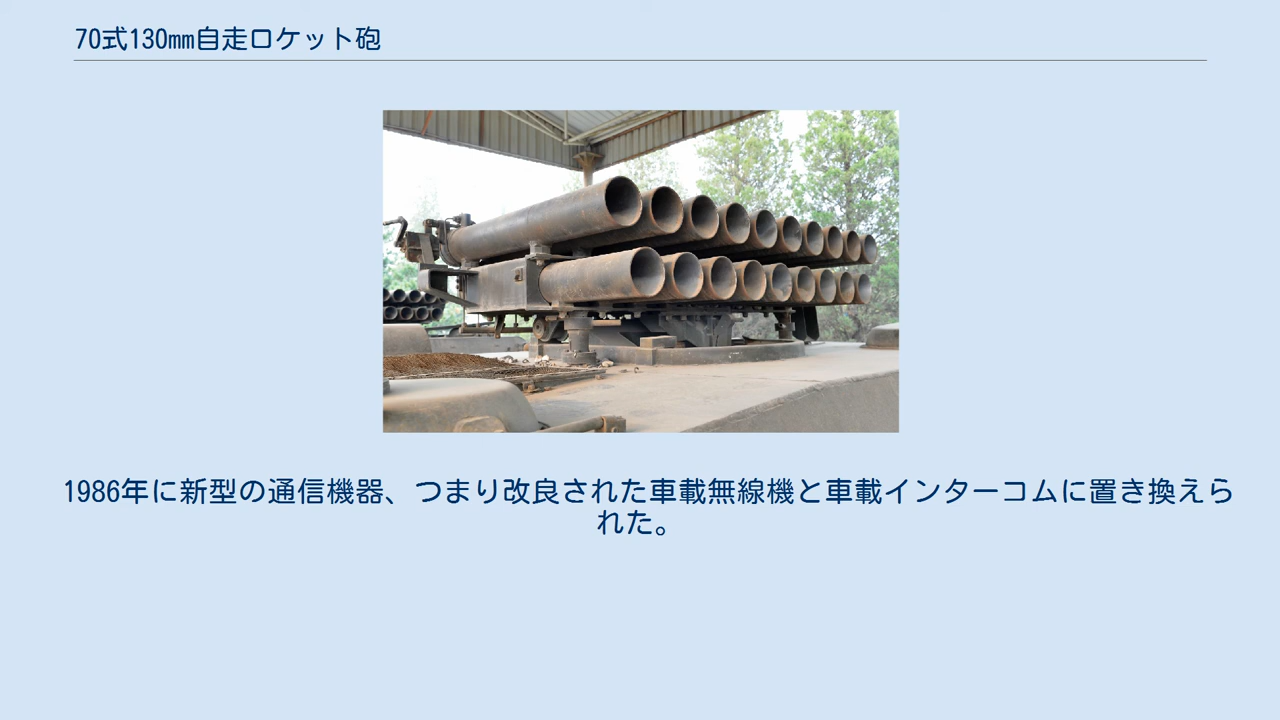 70式130mm自走ロケット砲
1986年に新型の通信機器、つまり改良された車載無線機と車載インターコムに置き換えら
れた。